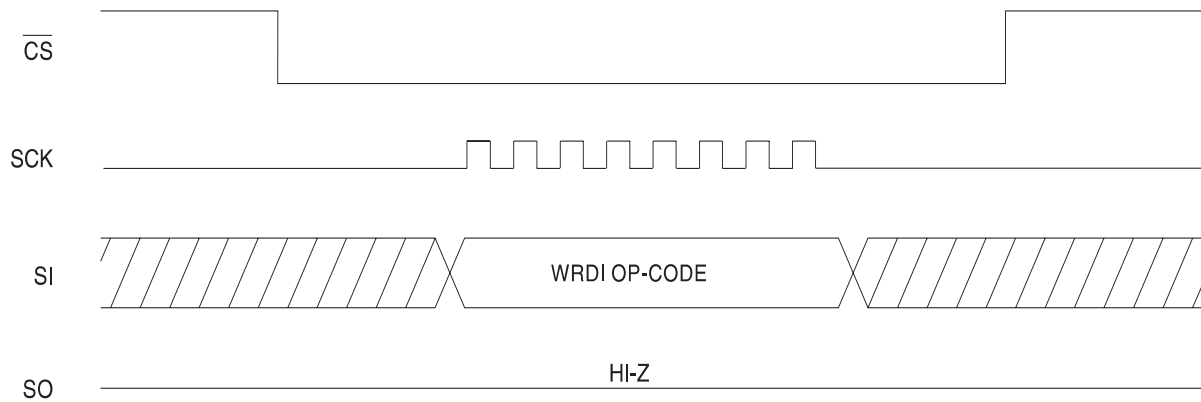 CS
SCK
SI
WRDI OP-CODE
HI-Z
SO